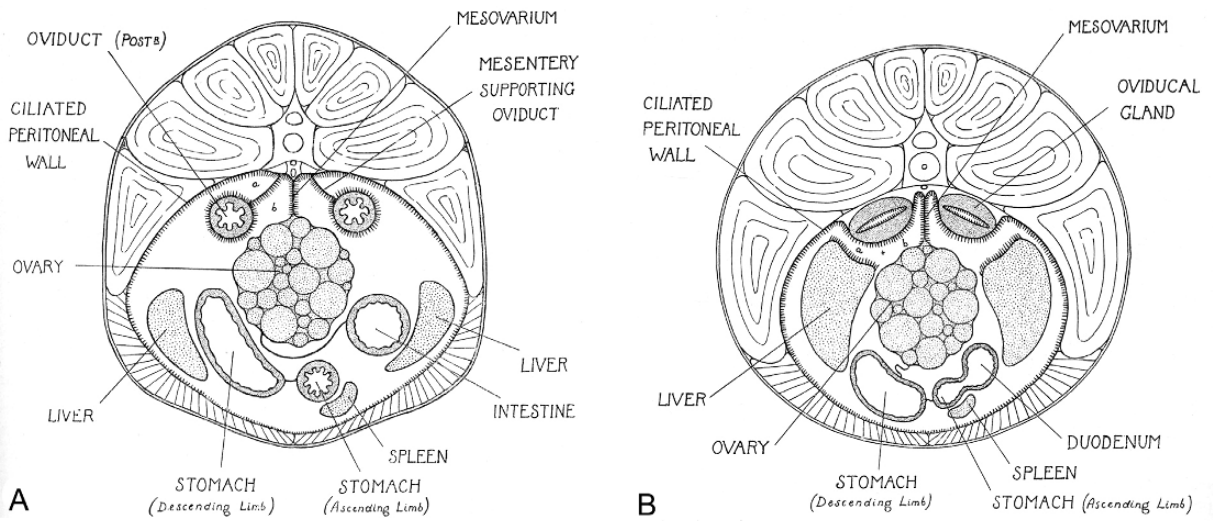 MESOVARIUM
OVIDUCT (POST B)
MESENTERY
SUPPORTING
OVIDUCT
CILIATED
PERITONEAL
WALL
a
b
OVARY
LIVER
LIVER
INTESTINE
SPLEEN
STOMACH
(Descending Limb)
STOMACH
(Ascending Limb)
A
MESOVARIUM
OVIDUCAL
GLAND
CILIATED
PERITONEAL
WALL
a + b
LIVER
OVARY
DUODENUM
STOMACH
(Descending Limb)
SPLEEN
STOMACH (Ascending Limb)
B